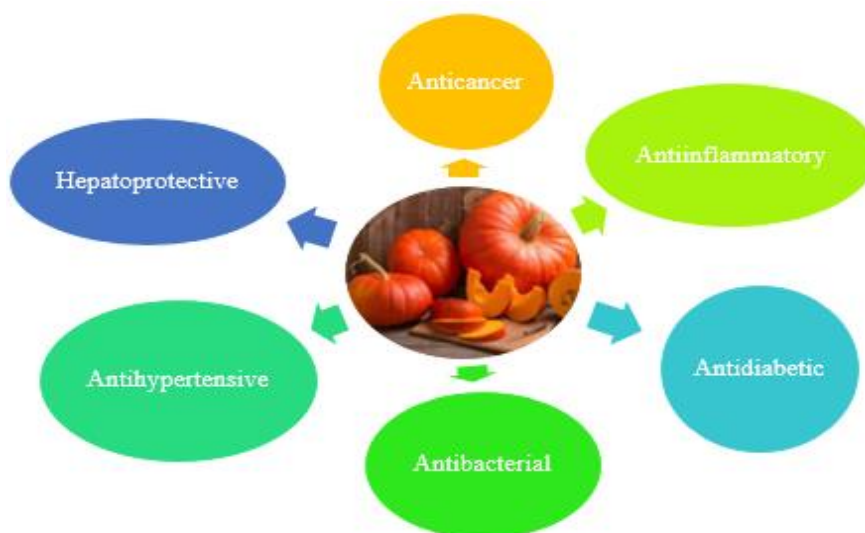 Anticancer
Antiinflammatory
Hepatoprotective
Antihypertensive
Antidiabetic
Antibacterial